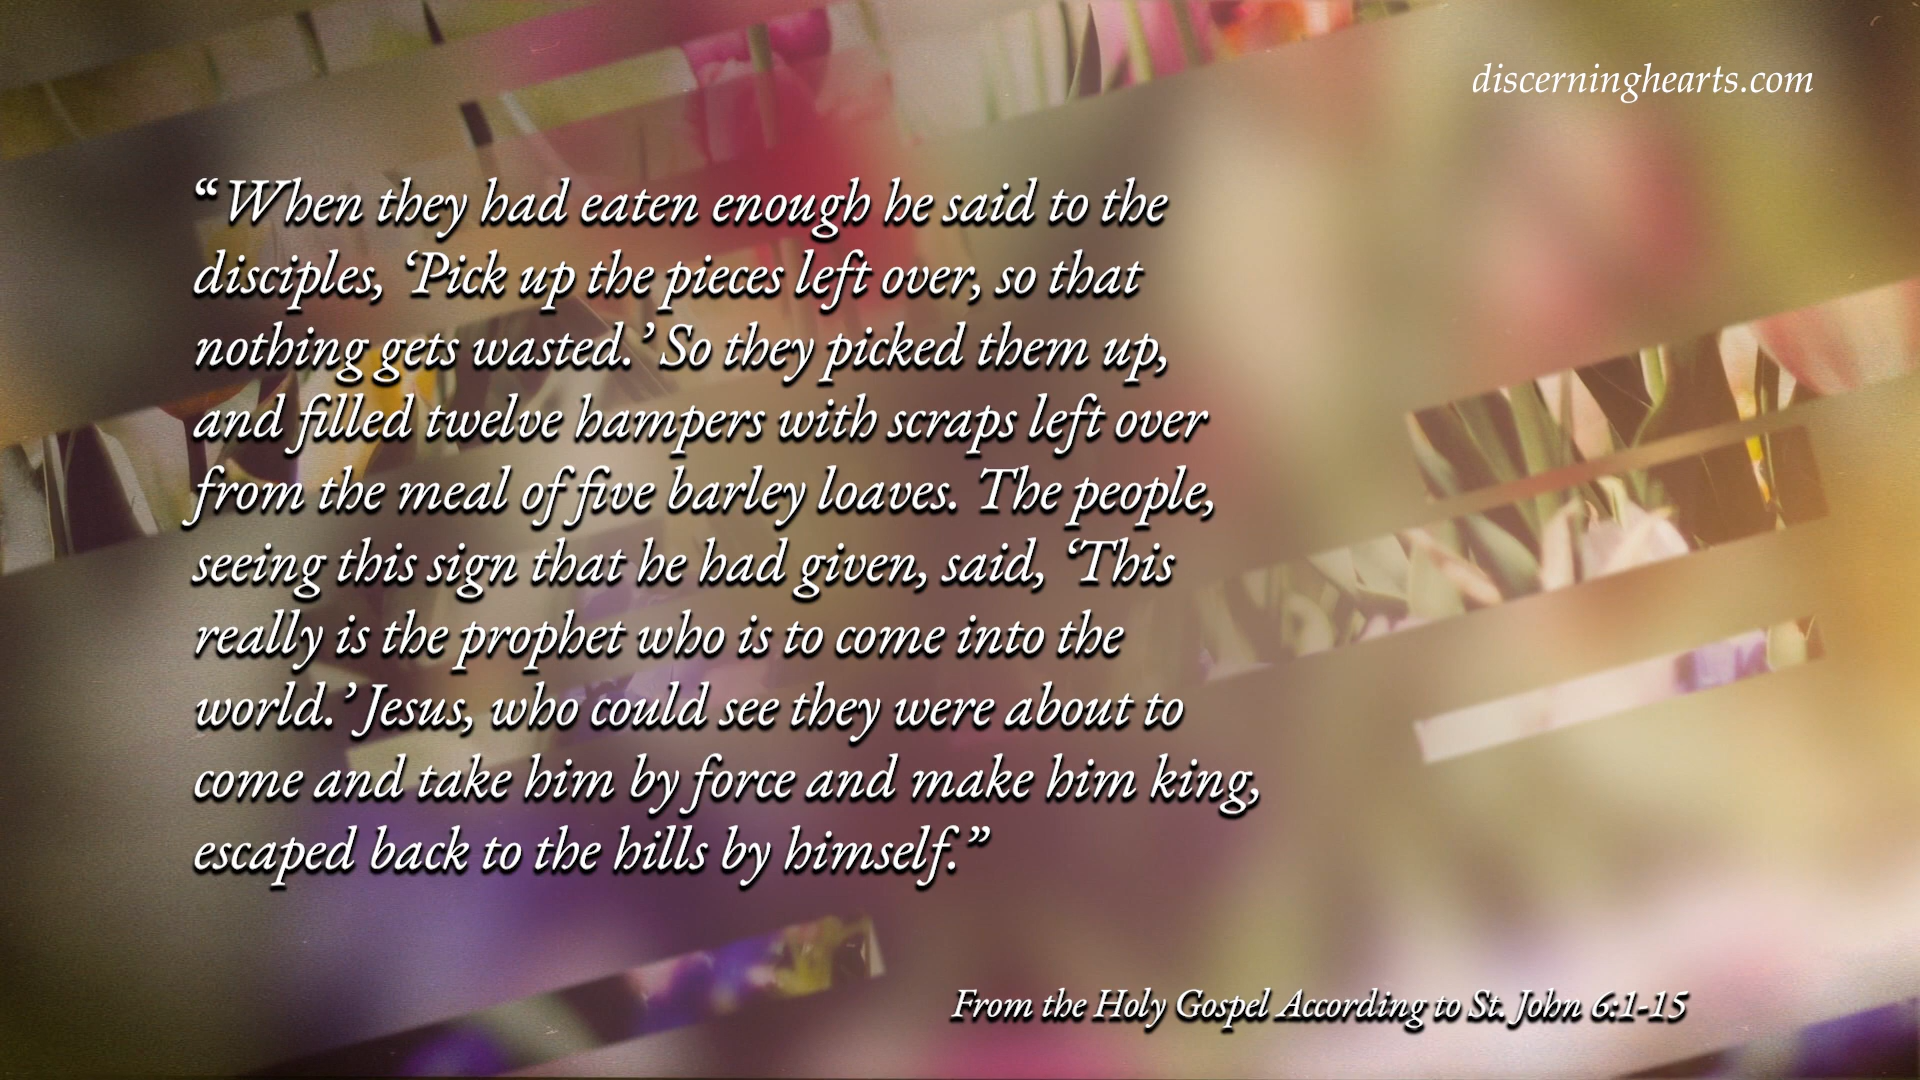 discerninghearts.com
“When they had eaten enough he said to the
disciples, ‘Pick up the pieces left over, so that
nothing gets wasted.’ So they picked them up,
and filled twelve hampers with scraps left over
from the meal of five barley loaves. The people,
seeing this sign that he had given, said, ‘This
really is the prophet who is to come into the
world.’ Jesus, who could see they were about to
come and take him by force and make him king,
escaped back to the hills by himself.”
From the Holy Gospel According to St. John 6:1-15